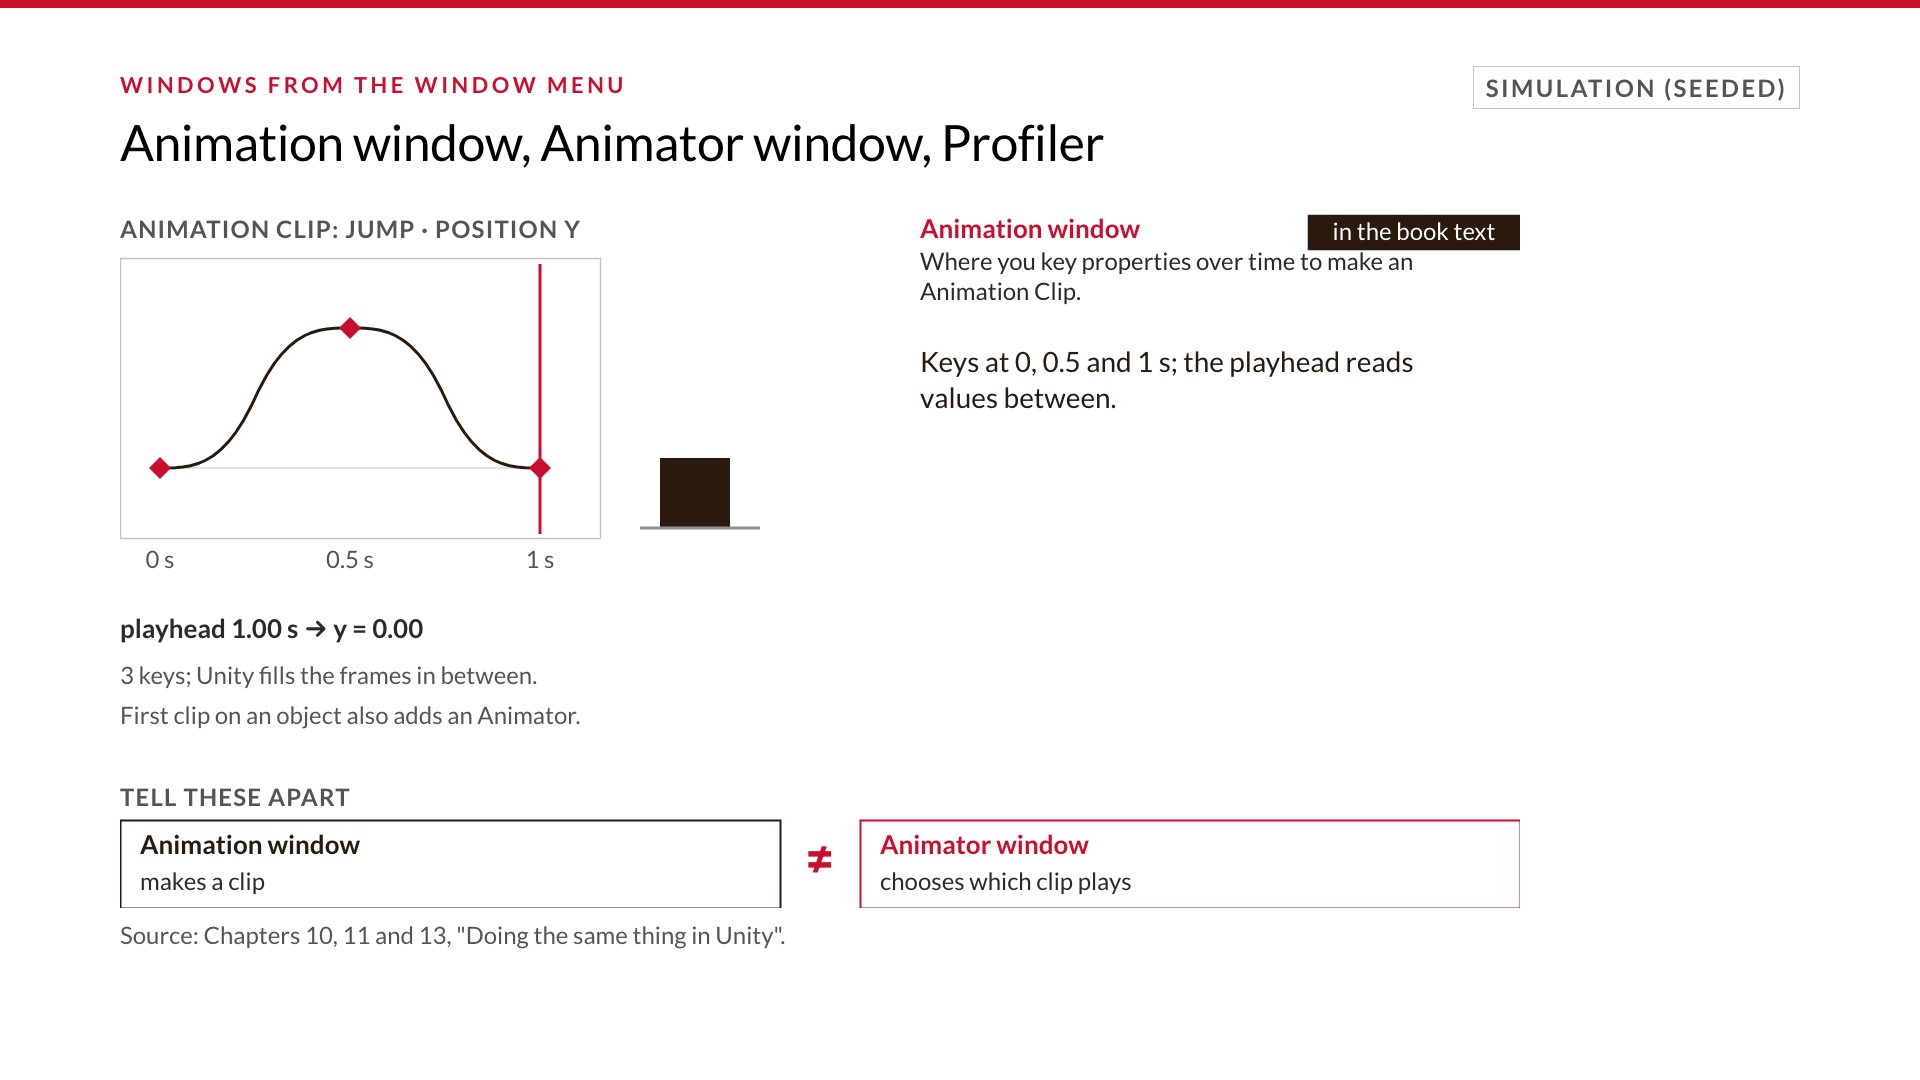 WINDOWS FROM THE WINDOW MENU
SIMULATION (SEEDED)
Animation window, Animator window, Profiler
ANIMATION CLIP: JUMP · POSITION Y
0 s
0.5 s
1 s
playhead 1.00 s → y = 0.00
3 keys; Unity fills the frames in between.
First clip on an object also adds an Animator.
Animation window
in the book text
Where you key properties over time to make an
Animation Clip.
Keys at 0, 0.5 and 1 s; the playhead reads
values between.
TELL THESE APART
Animation window
makes a clip
≠
Animator window
chooses which clip plays
Source: Chapters 10, 11 and 13, "Doing the same thing in Unity".